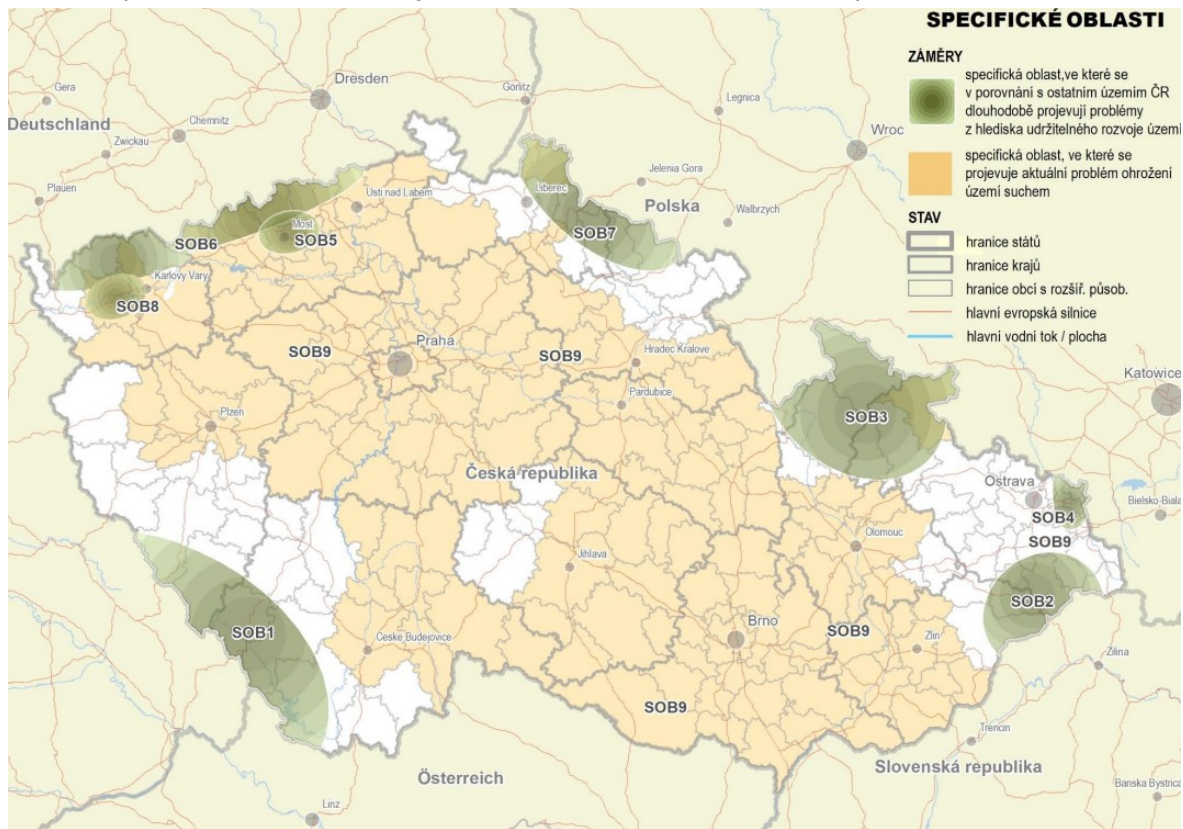 SPECIFICKÉ OBLASTI
ZÁMĚRY
specifická oblast,ve které se
v porovnání s ostatním územím ČR
dlouhodobě projevují problémy
z hlediska udržitelného rozvoje území
specifická oblast, ve které se
projevuje aktuální problém ohrožení
území suchem
STAV
hranice států
hranice krajů
hranice obcí s rozšíř. působ.
hlavní evropská silnice
hlavní vodní tok / plocha
Dresden
Görlitz
Gera
Legnica
Deutschland
Chemnitz
Wroc
Zwickau
Jelenia Gora
Plauen
Liberec
Usti nad Labem
Polska
Walbrzych
Most
SOB6
SOB5
SOB7
Karlovy Vary
SOB8
SOB9
Praha
SOB9
Hradec Kralove
Katowice
Pardubice
SOB3
Plzen
Česká republika
Ostrava
Bielsko-Biala
SOB4
Olomouc
SOB9
Jihlava
SOB2
SOB1
Brno
SOB9
Ceske Budejovice
Zlin
Zilina
SOB9
Trencin
Slovenská republika
Österreich
Banska Bystrica
Linz